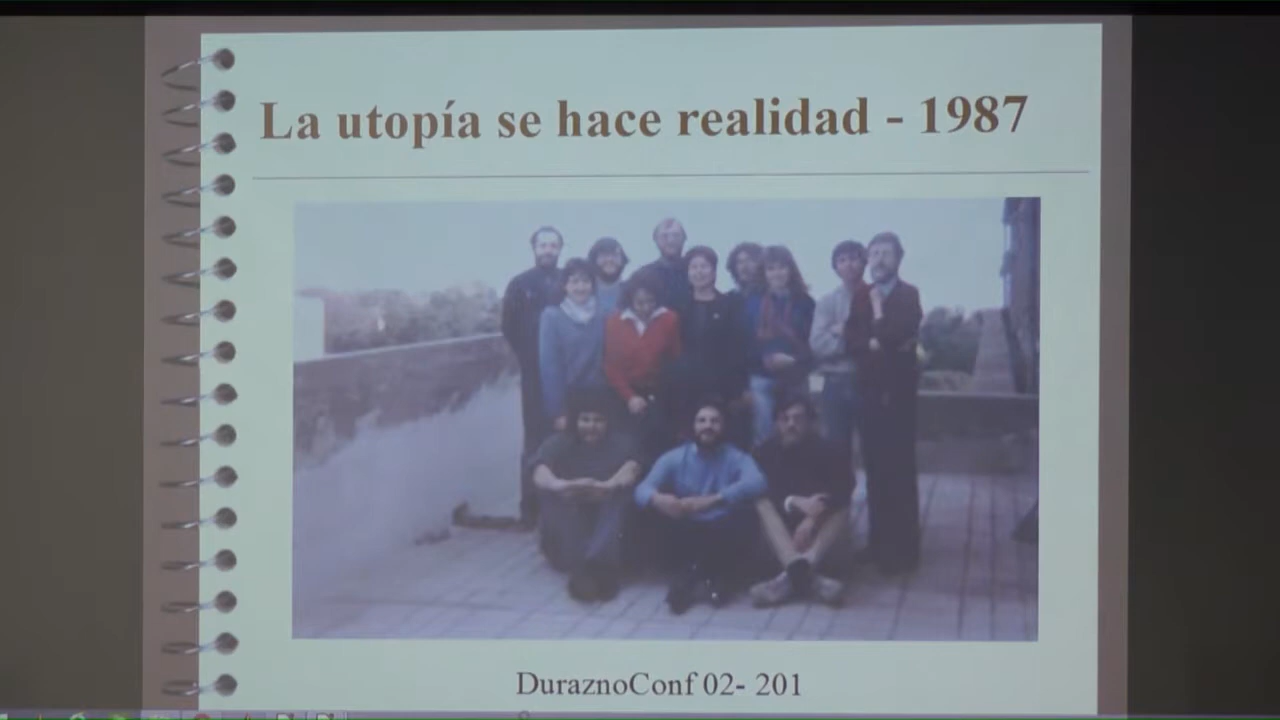 La utopía se hace realidad - 1987
DuraznoConf 02- 201